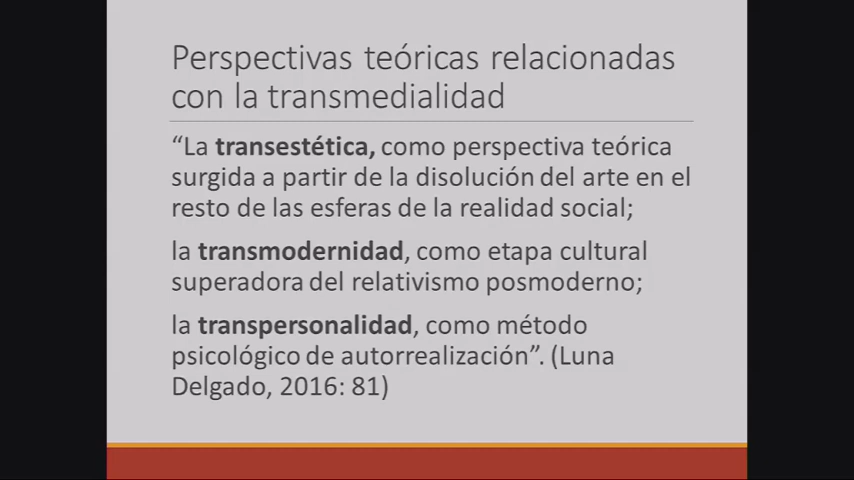 Perspectivas teóricas relacionadas
con la transmedialidad
“La transestética, como perspectiva teórica
surgida a partir de la disolución del arte en el
resto de las esferas de la realidad social;
la transmodernidad, como etapa cultural
superadora del relativismo posmoderno;
la transpersonalidad, como método
psicológico de autorrealización”. (Luna
Delgado, 2016: 81)